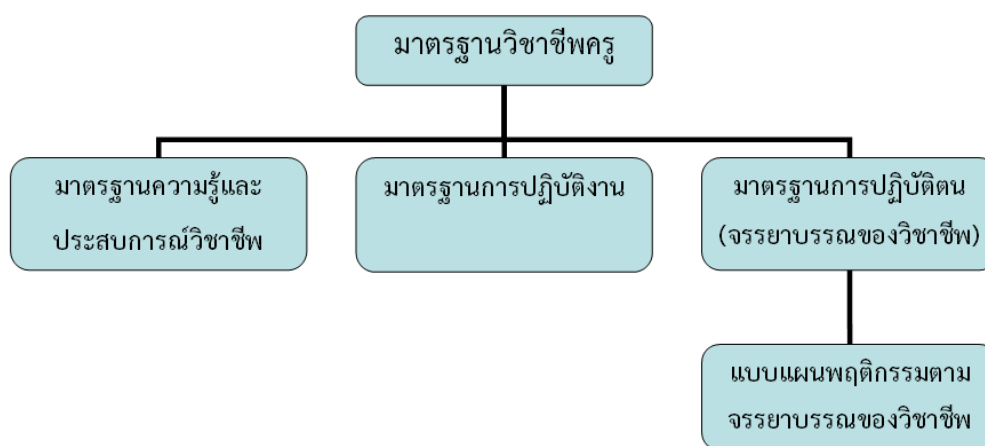 มาตรฐานวิชาชีพครู
มาตรฐานความรู้และ
ประสบการณ์วิชาชีพ
มาตรฐานการปฏิบัติงาน
มาตรฐานการปฏิบัติตน
(จรรยาบรรณของวิชาชีพ)
แบบแผนพฤติกรรมตาม
จรรยาบรรณของวิชาชีพ